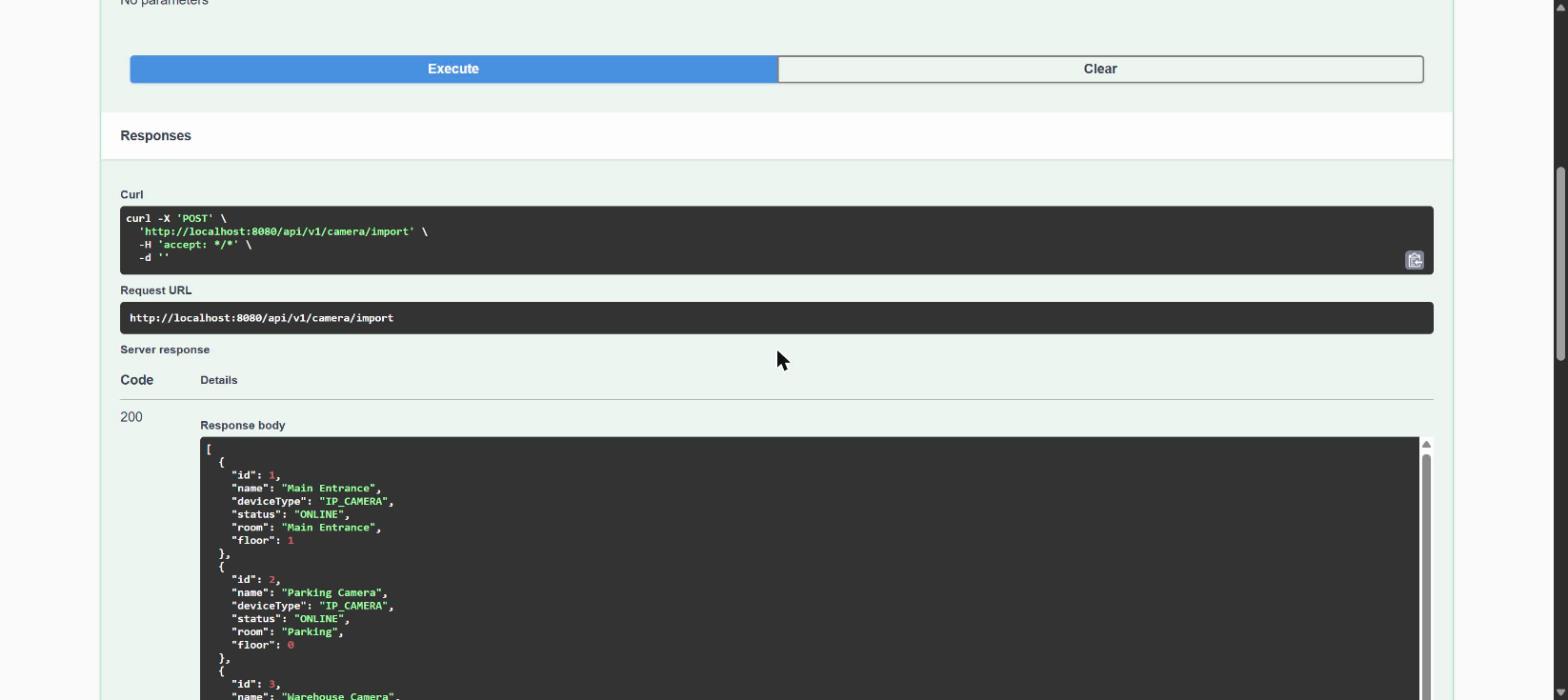 No parameters
Execute
Clear
Responses
Curl
curl -X 'POST' \
  'http://localhost:8080/api/v1/camera/import' \
  -H 'accept: */*' \
  -d ''
Request URL
http://localhost:8080/api/v1/camera/import
Server response
Code Details
200
Response body
[
  {
    "id": 1,
    "name": "Main Entrance",
    "deviceType": "IP_CAMERA",
    "status": "ONLINE",
    "room": "Main Entrance",
    "floor": 1
  },
  {
    "id": 2,
    "name": "Parking Camera",
    "deviceType": "IP_CAMERA",
    "status": "ONLINE",
    "room": "Parking",
    "floor": 0
  },
  {
    "id": 3,
    "name": "Warehouse Camera",